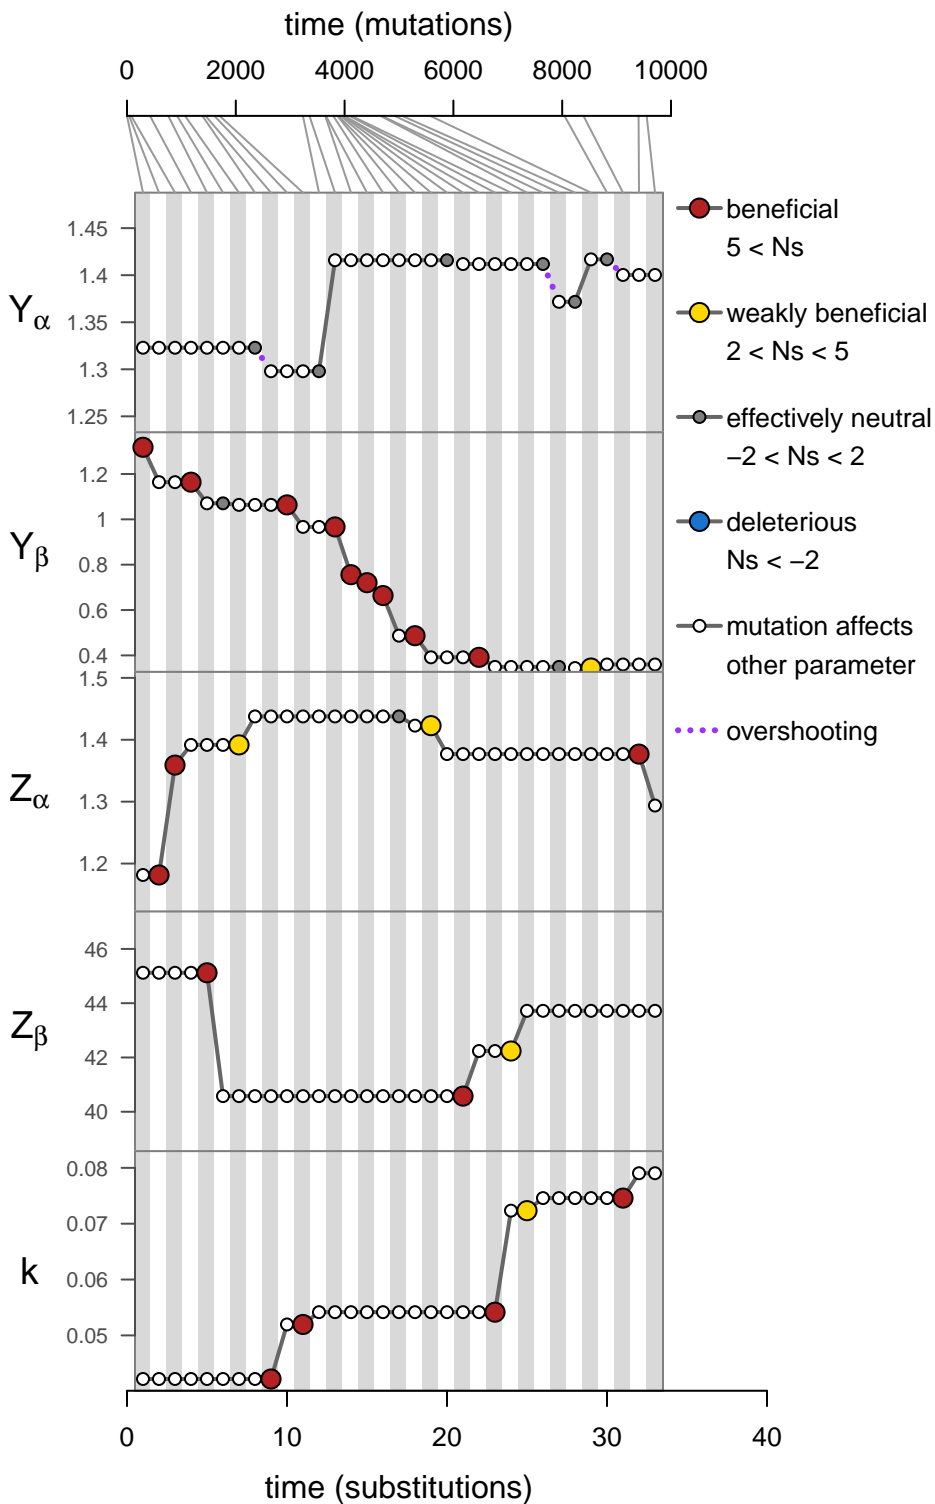 time (mutations)
0 2000 4000 6000 8000 10000
Yα
1.45
1.4
1.35
1.3
1.25
Yβ
1.2
1
0.8
0.6
0.4
Zα
1.5
1.4
1.3
1.2
Zβ
46
44
42
40
k
0.08
0.07
0.06
0.05
0 10 20 30 40
time (substitutions)
beneficial
5 < Ns
weakly beneficial
2 < Ns < 5
effectively neutral
−2 < Ns < 2
deleterious
Ns < −2
mutation affects
other parameter
overshooting